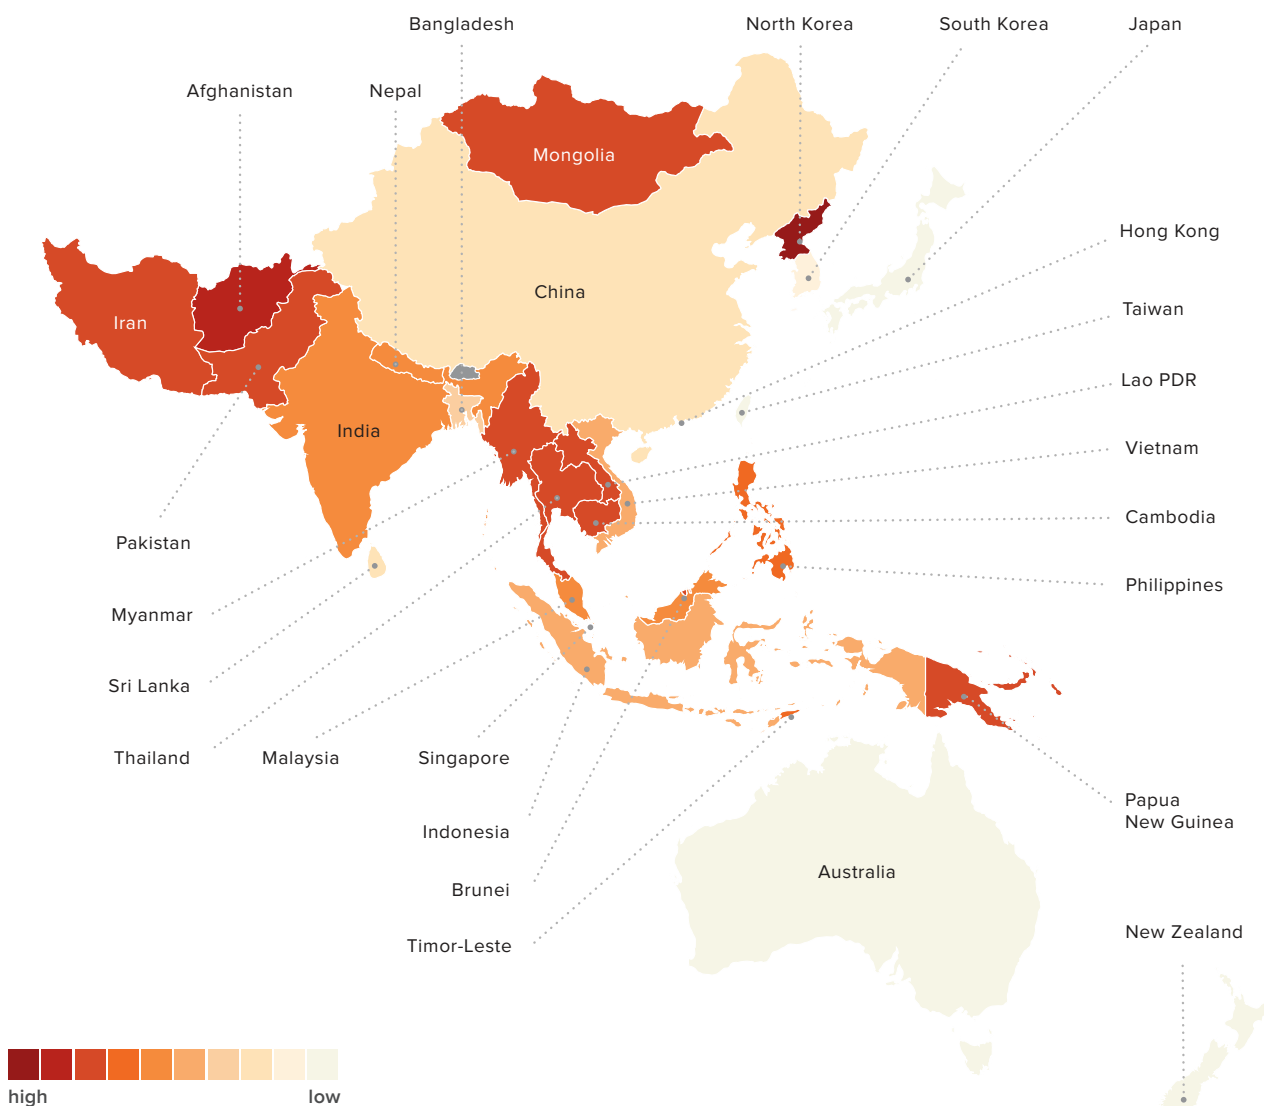 Bangladesh
North Korea
South Korea
Japan
Afghanistan
Nepal
Mongolia
Hong Kong
China
Taiwan
Iran
Lao PDR
India
Vietnam
Cambodia
Pakistan
Philippines
Myanmar
Sri Lanka
Thailand
Malaysia
Singapore
Papua
New Guinea
Indonesia
Australia
Brunei
Timor-Leste
New Zealand
high
low